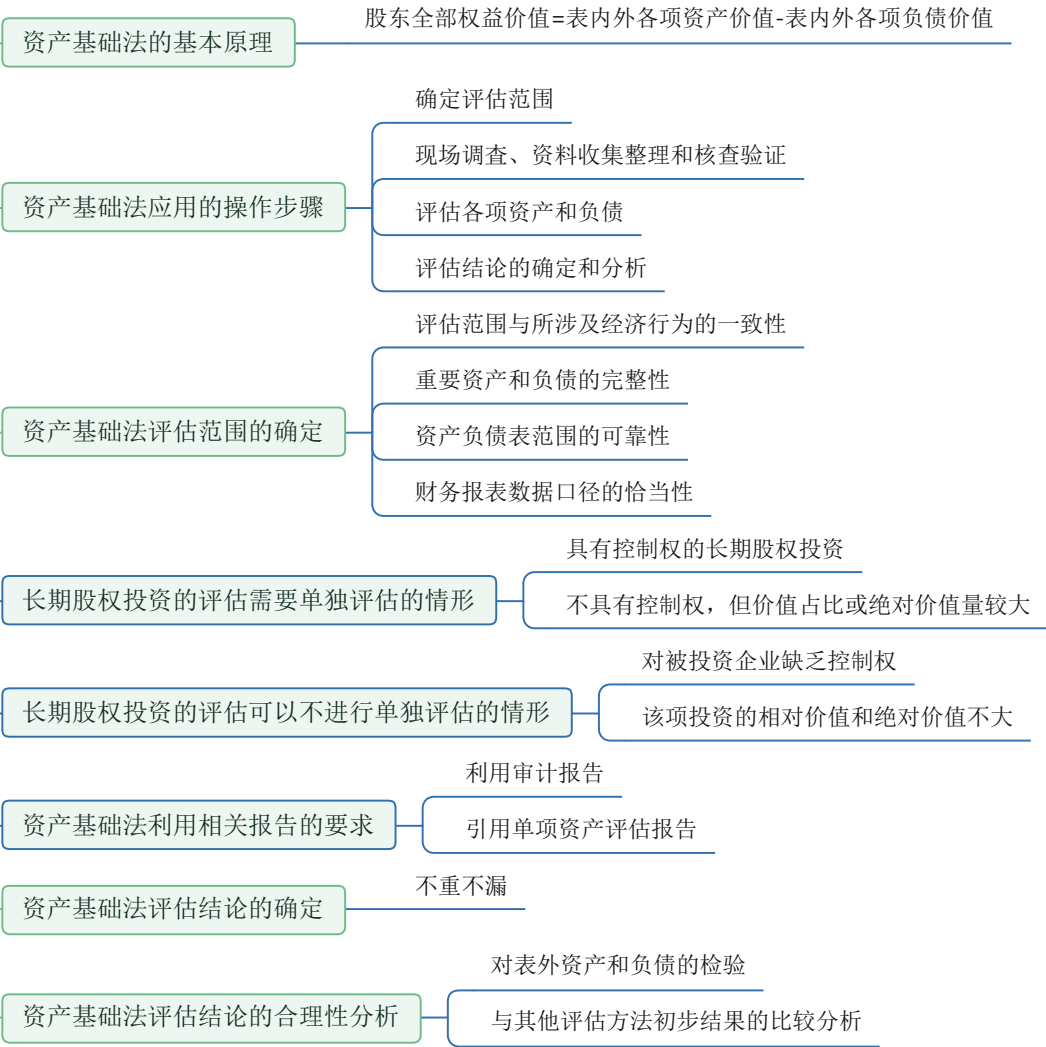 资产基础法的基本原理
股东全部权益价值=表内外各项资产价值-表内外各项负债价值
资产基础法应用的操作步骤
确定评估范围
现场调查、资料收集整理和核查验证
评估各项资产和负债
评估结论的确定和分析
资产基础法评估范围的确定
评估范围与所涉及经济行为的一致性
重要资产和负债的完整性
资产负债表范围的可靠性
财务报表数据口径的恰当性
长期股权投资的评估需要单独评估的情形
具有控制权的长期股权投资
不具有控制权，但价值占比或绝对价值量较大
长期股权投资的评估可以不进行单独评估的情形
对被投资企业缺乏控制权
该项投资的相对价值和绝对价值不大
资产基础法利用相关报告的要求
利用审计报告
引用单项资产评估报告
资产基础法评估结论的确定
不重不漏
资产基础法评估结论的合理性分析
对表外资产和负债的检验
与其他评估方法初步结果的比较分析